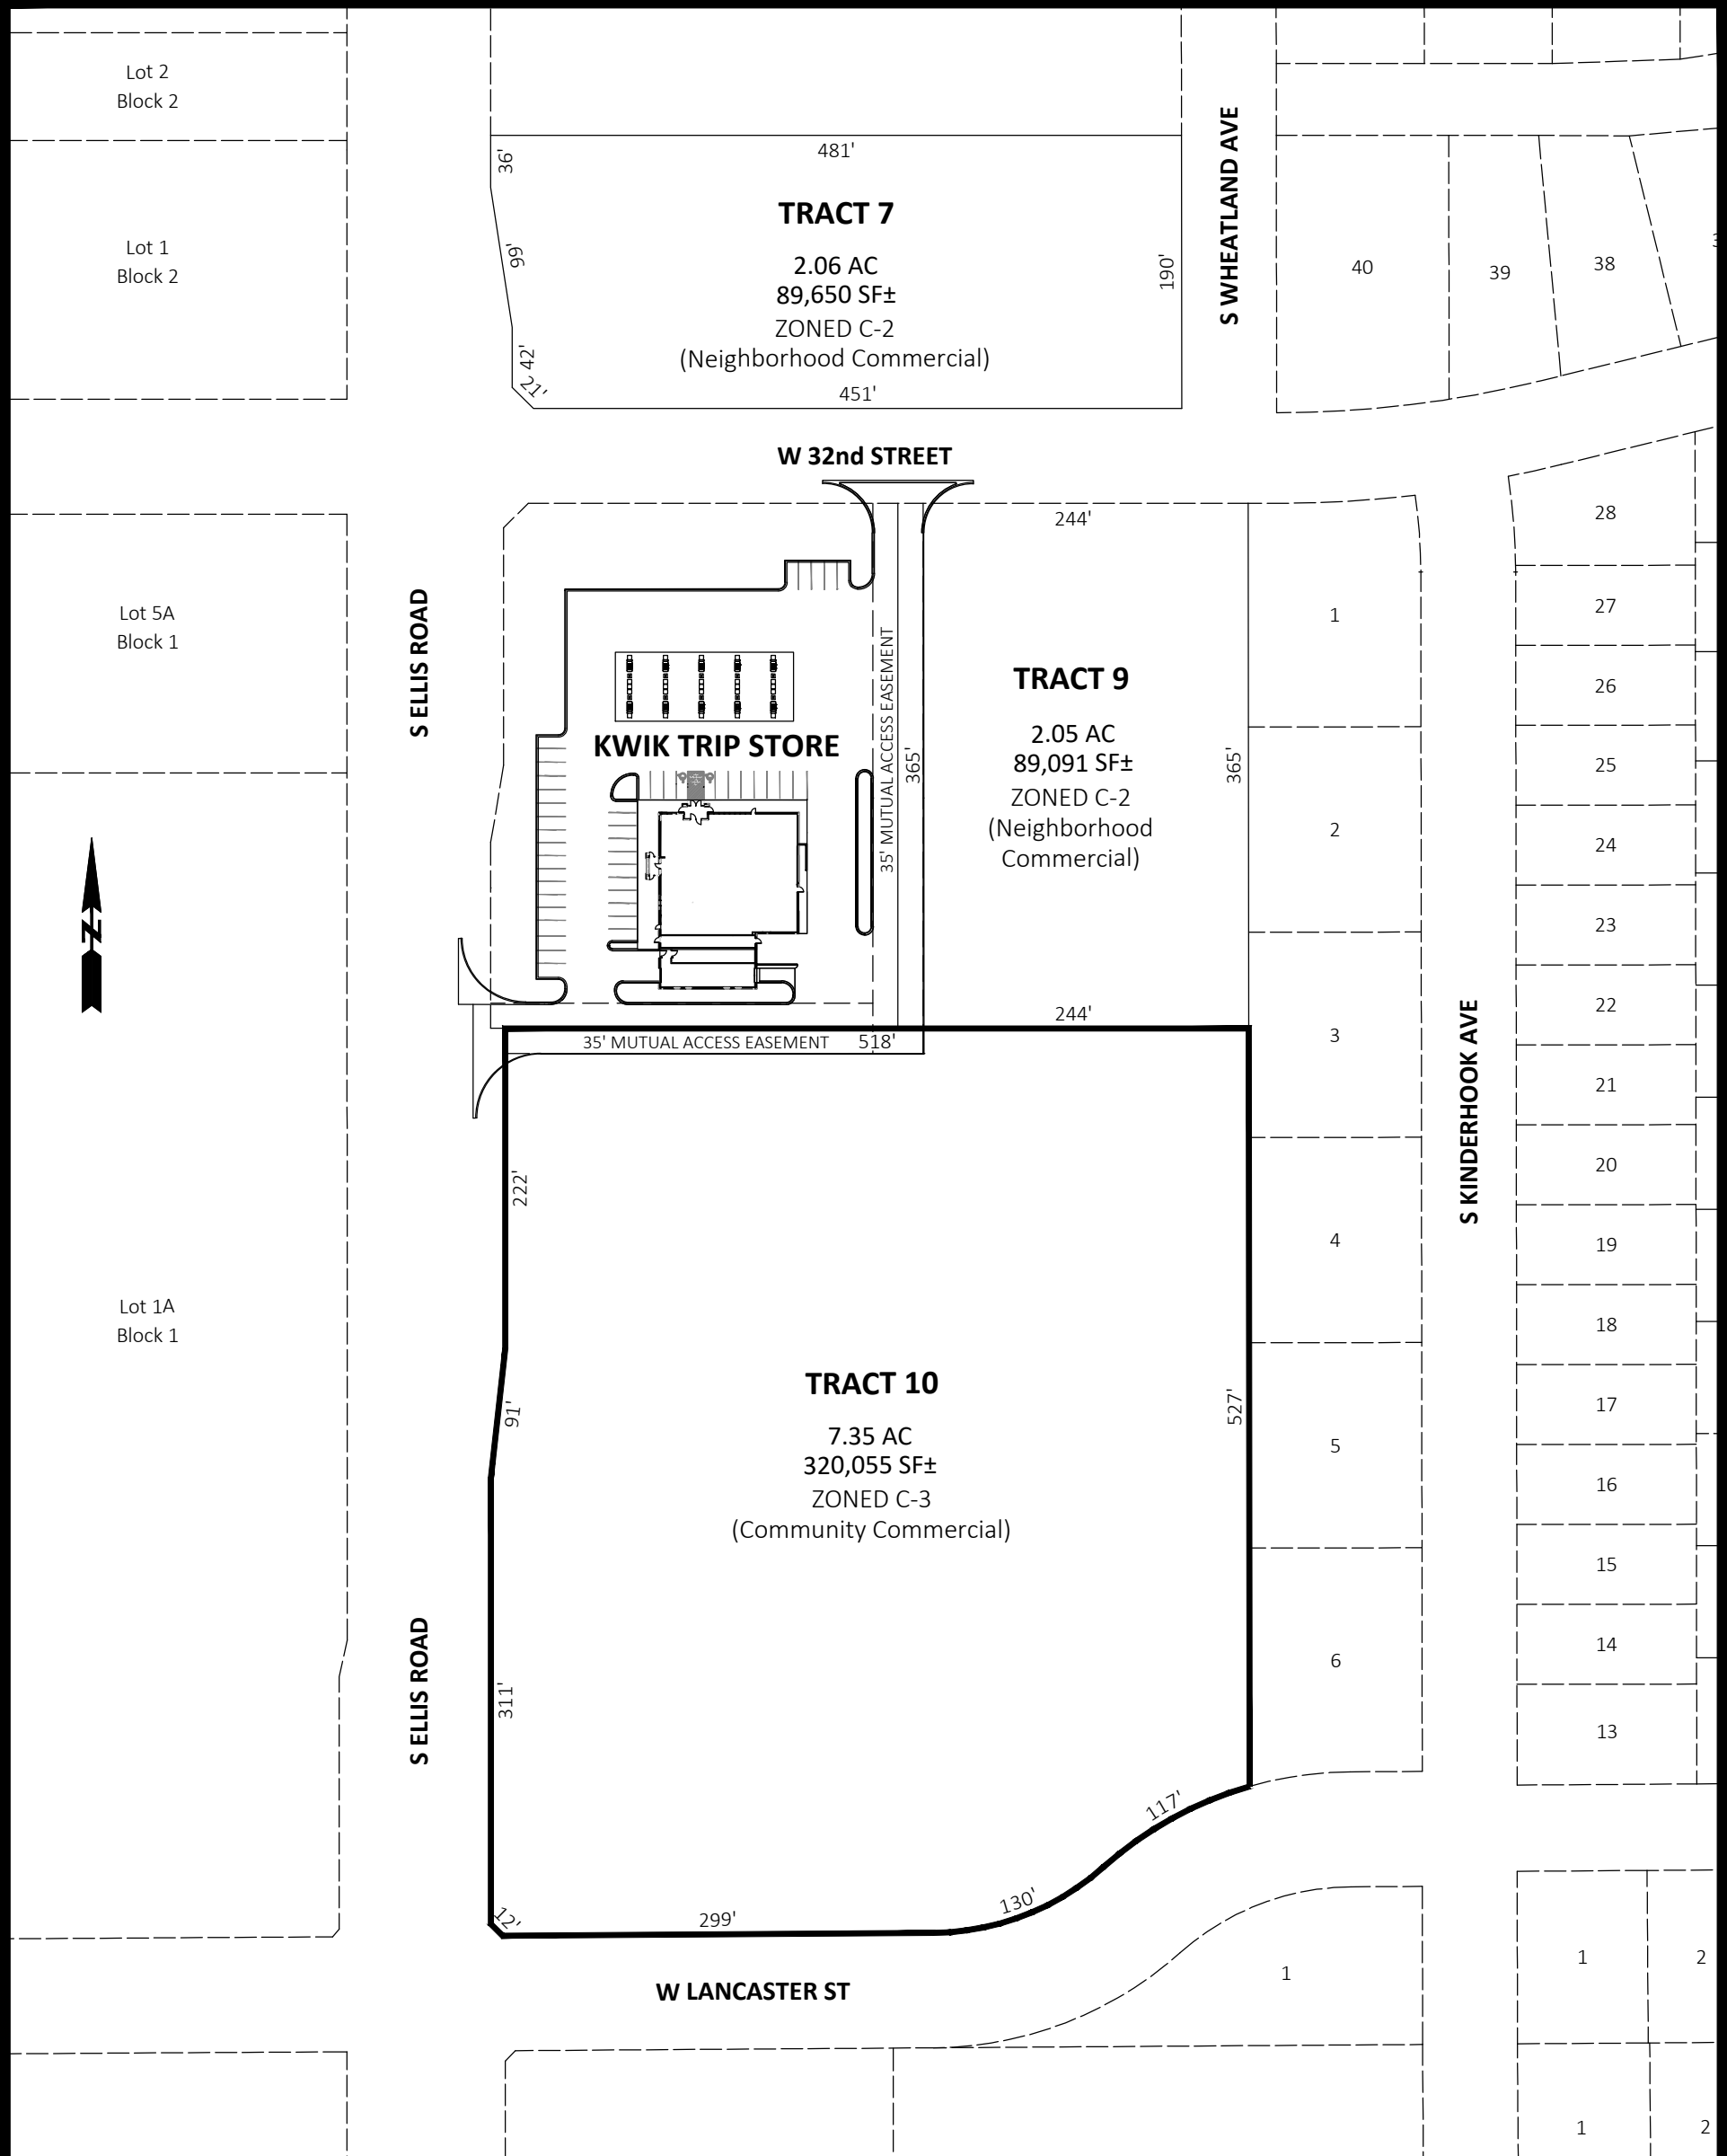 Lot 2
Block 2
Lot 1
Block 2
36'
481'
TRACT 7
2.06 AC
89,650 SF±
ZONED C-2
(Neighborhood Commercial)
99'
42'
21'
190'
451'
S WHEATLAND AVE
40
39
38
W 32nd STREET
Lot 5A
Block 1
S ELLIS ROAD
KWIK TRIP STORE
35' MUTUAL ACCESS EASEMENT
365'
244'
TRACT 9
2.05 AC
89,091 SF±
ZONED C-2
(Neighborhood
Commercial)
365'
244'
N
35' MUTUAL ACCESS EASEMENT
518'
1
2
3
4
5
6
S KINDERHOOK AVE
28
27
26
25
24
23
22
21
20
19
18
17
16
15
14
13
Lot 1A
Block 1
222'
91'
TRACT 10
7.35 AC
320,055 SF±
ZONED C-3
(Community Commercial)
527'
S ELLIS ROAD
311'
12'
299'
130'
117'
W LANCASTER ST
1
1
2
1
2